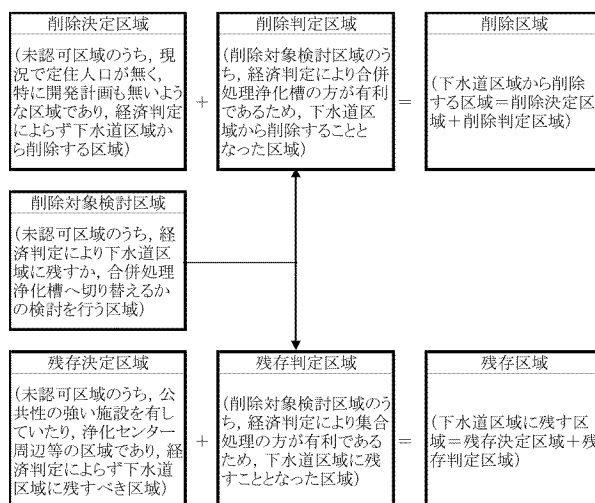 削除決定区域
(未認可区域のうち, 現
況で定住人口が無く,
特に開発計画も無いよう
な区域であり, 経済判定
によらず下水道区域か
ら削除する区域)
+
削除判定区域
(削除対象検討区域のう
ち, 経済判定により合併
処理浄化槽の方が有利
であるため, 下水道区
域から削除することと
なった区域)
=
削除区域
(下水道区域から削除
する区域=削除決定区
域+削除判定区域)
削除対象検討区域
(未認可区域のうち, 経
済判定により下水道区
域に残すか, 合併処理
浄化槽へ切り替えるか
の検討を行う区域)
残存決定区域
(未認可区域のうち, 公
共性の強い施設を有し
ていたり, 浄化センター
周辺等の区域であり, 経
済判定によらず下水道
区域に残すべき区域)
+
残存判定区域
(削除対象検討区域のう
ち, 経済判定により集合
処理の方が有利である
ため, 下水道区域に残
すこととなった区域)
=
残存区域
(下水道区域に残す区
域=残存決定区域+残
存判定区域)